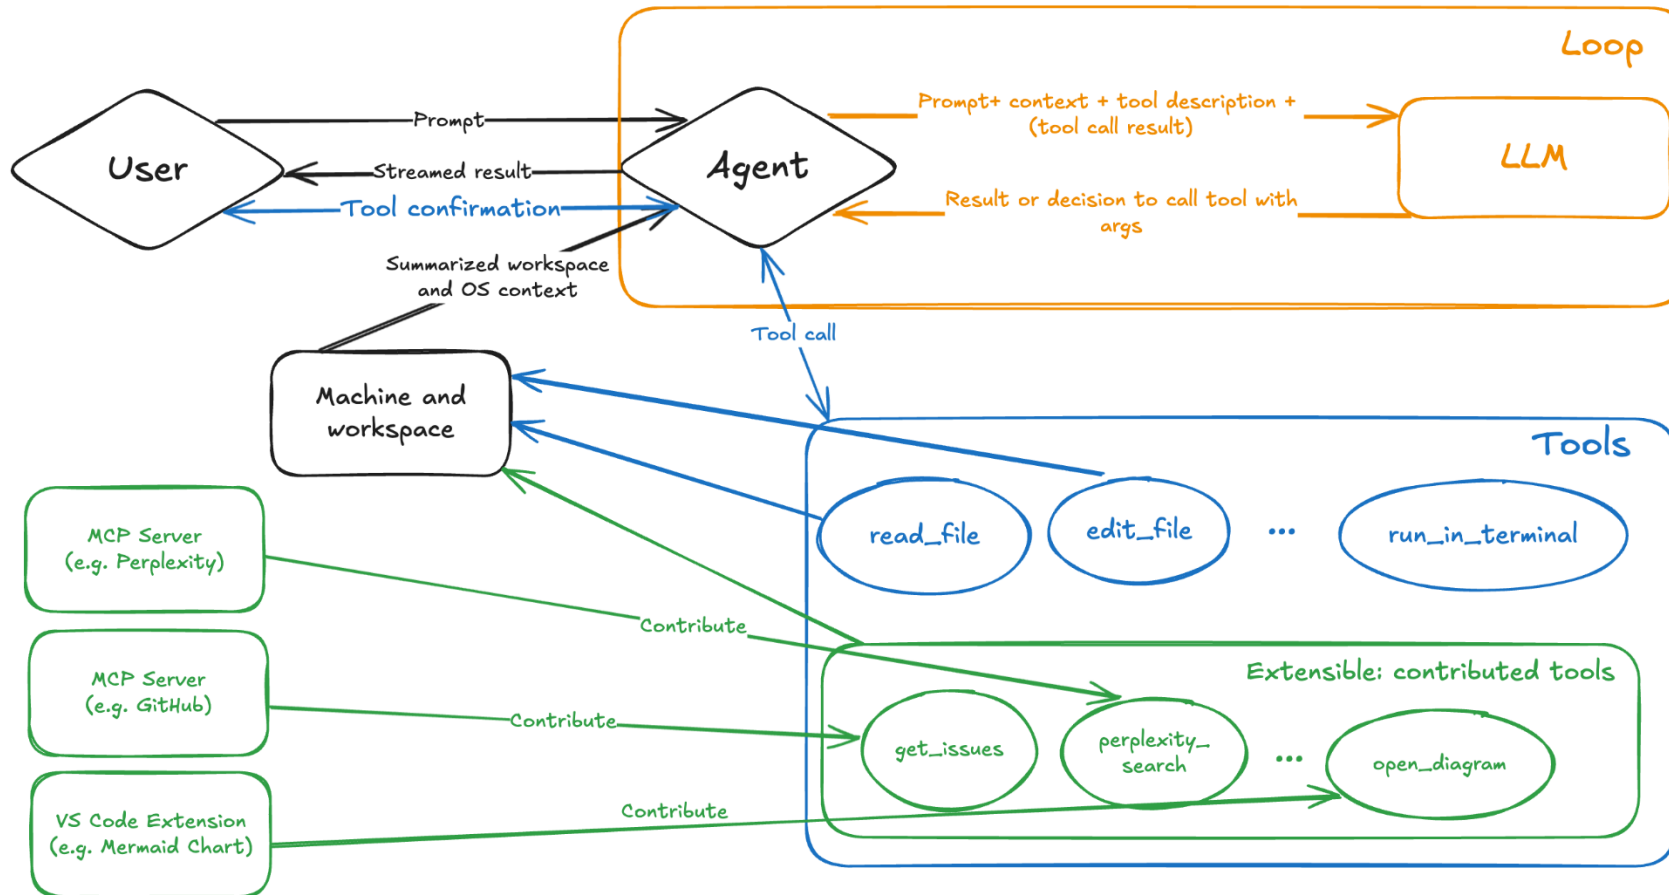 Loop
Prompt+ context + tool description +
(tool call result)
Prompt
LLM
User
Agent
Streamed result
Tool confirmation
Result or decision to call tool with
args
Summarized workspace
and OS context
Tool call
Machine and
workspace
Tools
MCP Server
(e.g. Perplexity)
read_file
edit_file
...
run_in_terminal
Contribute
MCP Server
(e.g. GitHub)
Extensible: contributed tools
Contribute
get_issues
perplexity_
search
...
open_diagram
VS Code Extension
(e.g. Mermaid Chart)
Contribute